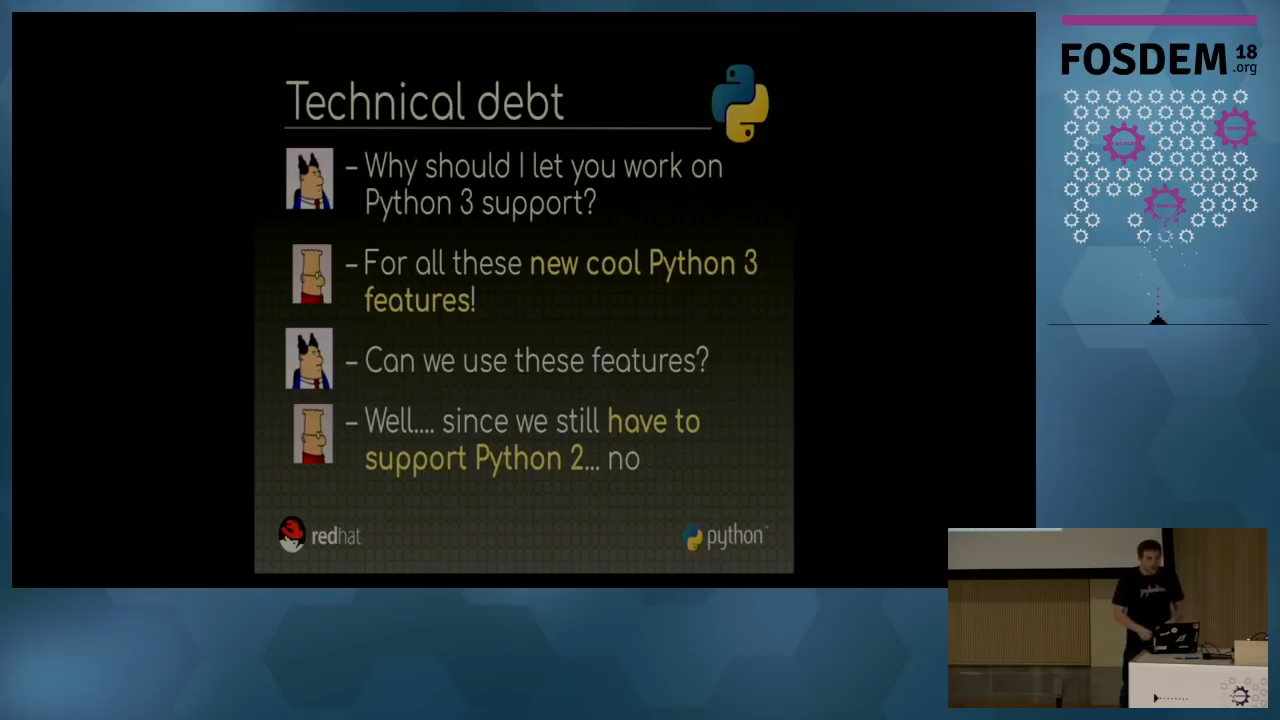 Technical debt
– Why should I let you work on
Python 3 support?
– For all these new cool Python 3
features!
– Can we use these features?
– Well.... since we still have to
support Python 2... no
redhat
python™
FOSDEM 18
.org